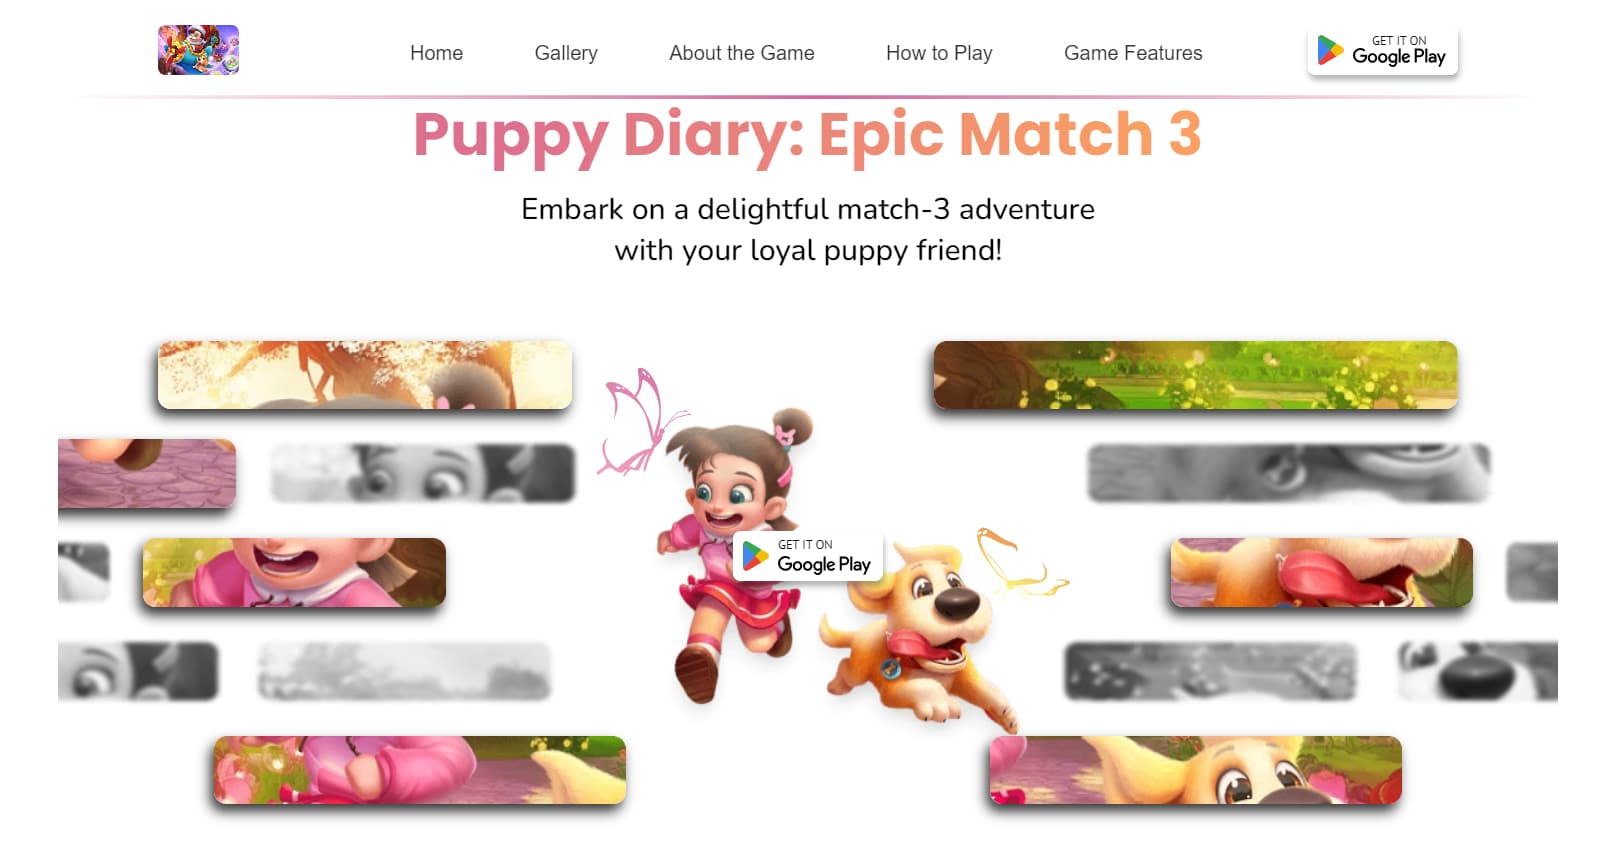 Home
Gallery
About the Game
How to Play
Game Features
GET IT ON
Google Play
Puppy Diary: Epic Match 3
Embark on a delightful match-3 adventure
with your loyal puppy friend!
GET IT ON
Google Play